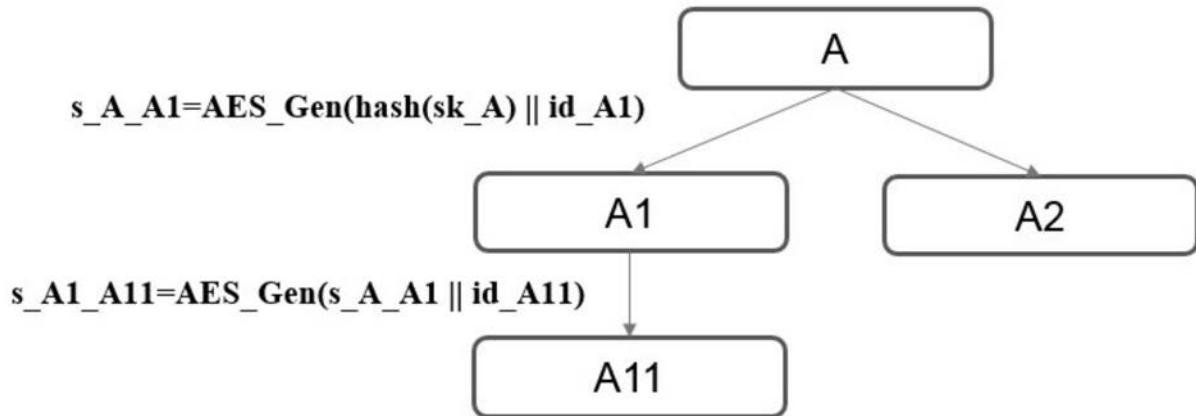 A
s_A_A1=AES_Gen(hash(sk_A) || id_A1)
A1
A2
s_A1_A11=AES_Gen(s_A_A1 || id_A11)
A11